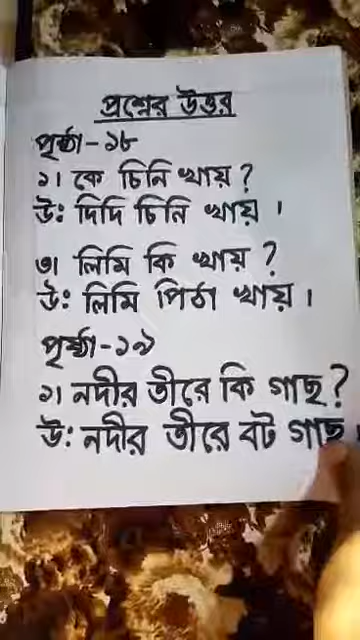 প্রশ্নের উত্তর
পৃষ্ঠা-১৮
১। কে চিনি খায় ?
উঃ দিদি চিনি খায় ।
৩। লিমি কি খায় ?
উঃ লিমি পিঠা খায় ।
পৃষ্ঠা-১৯
১। নদীর তীরে কি গাছ ?
উঃ নদীর তীরে বট গাছ ।